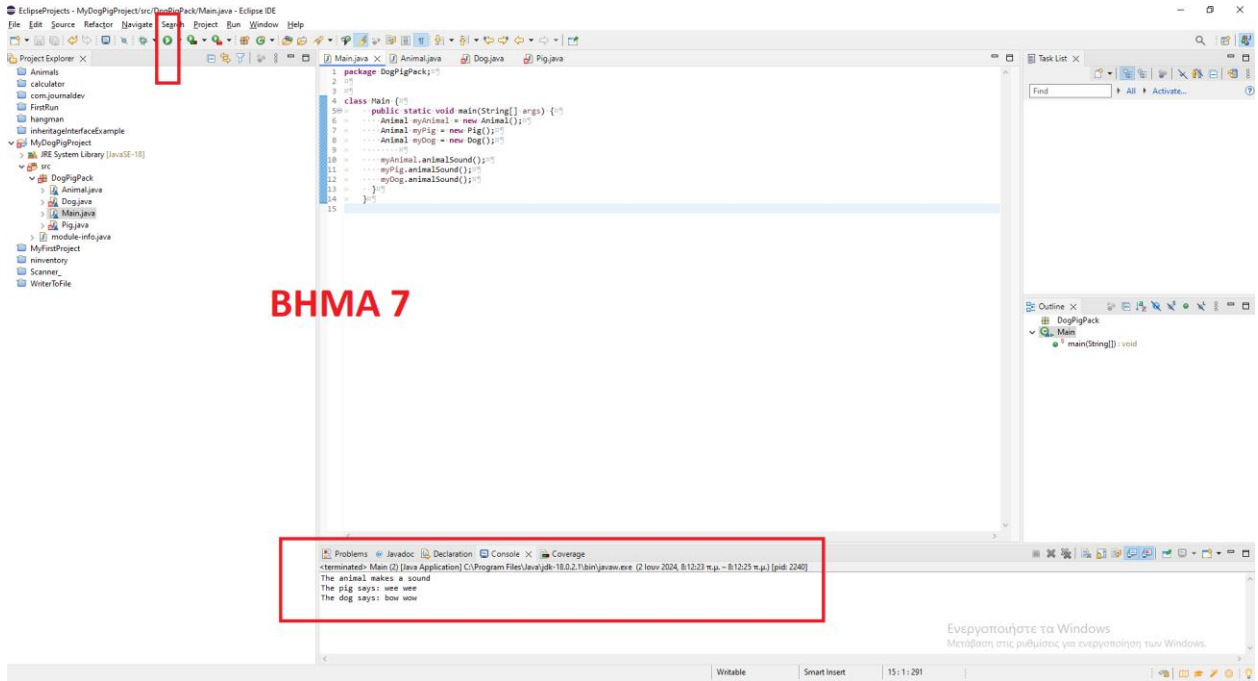 EclipseProjects - MyDogPigProject/src/DogPigPack/Main.java - Eclipse IDE
File Edit Source Refactor Navigate Search Project Run Window Help
Project Explorer
Animals
calculator
com.journaldev
FirstRun
hangman
inheritageInterfaceExample
MyDogPigProject
JRE System Library [JavaSE-18]
src
DogPigPack
Animal.java
Dog.java
Main.java
Pig.java
module-info.java
MyFirstProject
ninventory
Scanner_
WriterToFile
Main.java Animal.java Dog.java Pig.java
1 package DogPigPack;
2
3
4 class Main {
5 public static void main(String[] args) {
6 Animal myAnimal = new Animal();
7 Animal myPig = new Pig();
8 Animal myDog = new Dog();
9
10 myAnimal.animalSound();
11 myPig.animalSound();
12 myDog.animalSound();
13 }
14 }
15
ΒΗΜΑ 7
Task List
Find All Activate...
Outline
DogPigPack
Main
main(String[]) : void
Problems Javadoc Declaration Console Coverage
<terminated> Main (2) [Java Application] C:\Program Files\Java\jdk-18.0.2.1\bin\javaw.exe (2 Ιουν 2024, 8:12:23 π.μ. – 8:12:25 π.μ.) [pid: 2240]
The animal makes a sound
The pig says: wee wee
The dog says: bow wow
Ενεργοποιήστε τα Windows
Μετάβαση στις ρυθμίσεις για ενεργοποίηση των Windows.
Writable Smart Insert 15 : 1 : 291